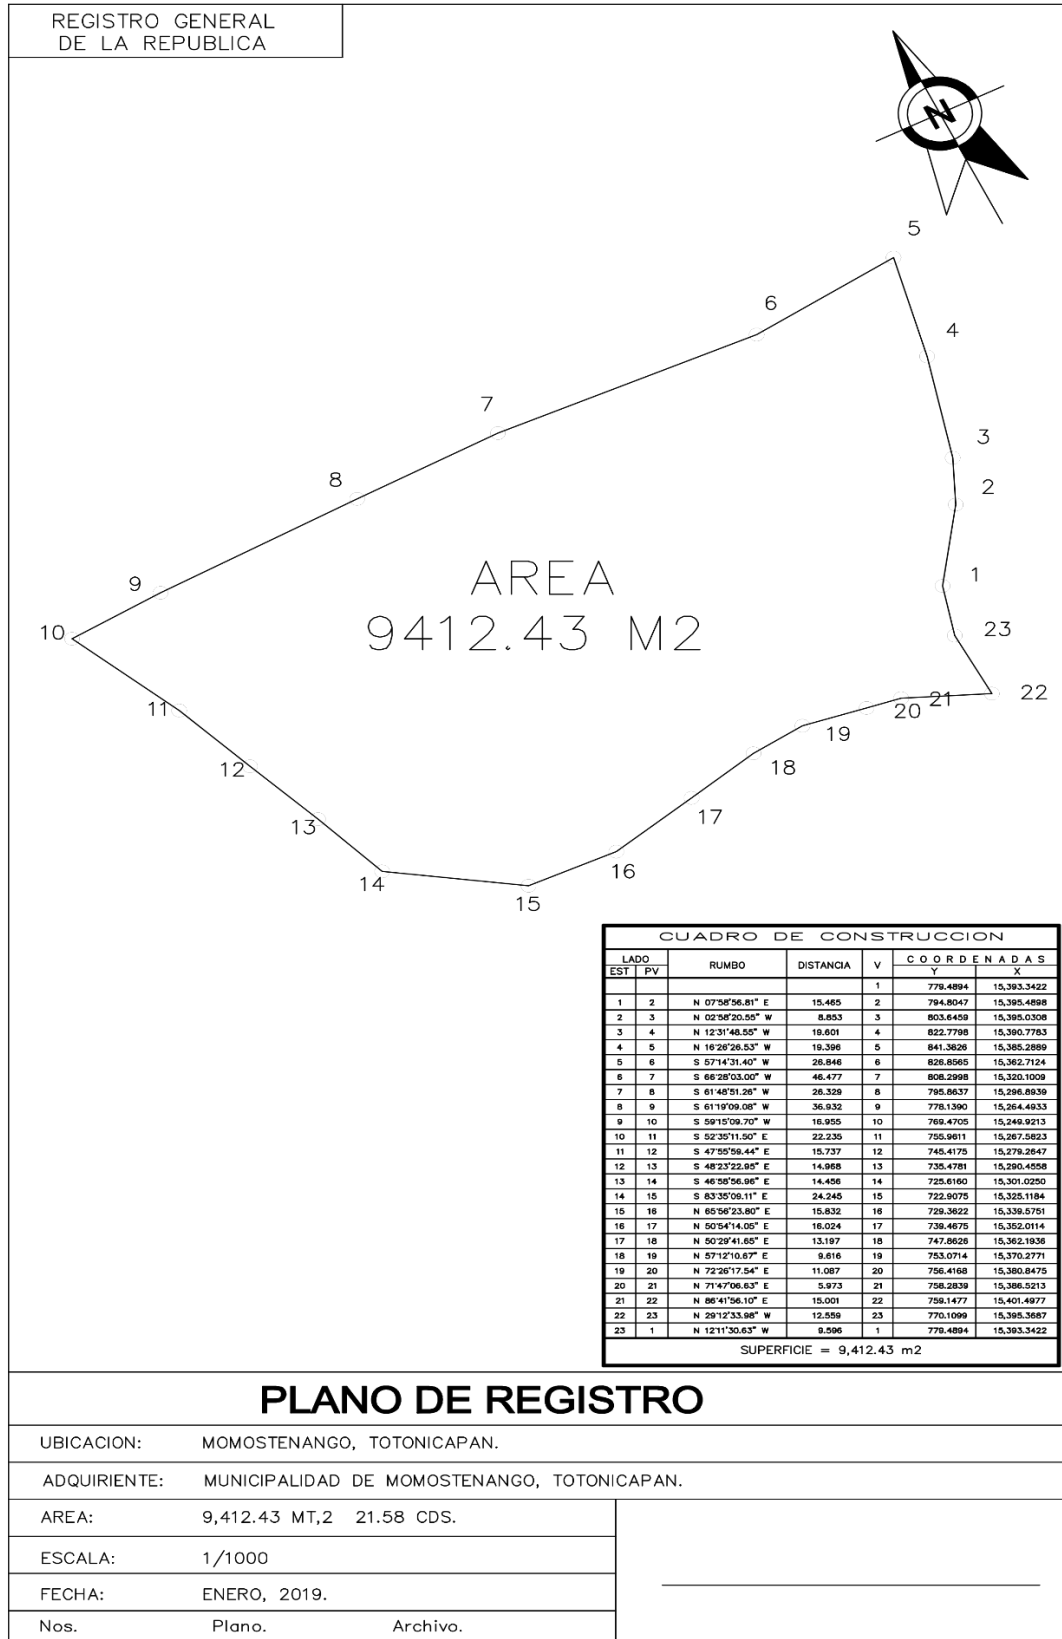 REGISTRO GENERAL
DE LA REPUBLICA
N
5
6
4
7
3
8
2
AREA
9412.43 M2
9
1
10
23
11
21
22
20
19
18
12
17
13
16
14
15
CUADRO DE CONSTRUCCION
LADO RUMBO DISTANCIA V COORDENADAS
EST PV Y X
1 779.4894 15,393.3422
1 2 N 07°58'56.81" E 15.465 2 794.8047 15,395.4898
2 3 N 02°58'20.55" W 8.853 3 803.6459 15,395.0308
3 4 N 12°31'48.55" W 19.601 4 822.7798 15,390.7783
4 5 N 16°26'26.53" W 19.396 5 841.3826 15,385.2889
5 6 S 57°14'31.40" W 26.846 6 826.8565 15,362.7124
6 7 S 66°28'03.00" W 46.477 7 808.2998 15,320.1009
7 8 S 61°48'51.26" W 26.329 8 795.8637 15,296.8939
8 9 S 61°19'09.08" W 36.932 9 778.1390 15,264.4933
9 10 S 59°15'09.70" W 16.955 10 769.4705 15,249.9213
10 11 S 52°35'11.50" E 22.235 11 755.9611 15,267.5823
11 12 S 47°55'59.44" E 15.737 12 745.4175 15,279.2647
12 13 S 48°23'22.95" E 14.968 13 735.4781 15,290.4558
13 14 S 46°58'56.96" E 14.456 14 725.6160 15,301.0250
14 15 S 83°35'09.11" E 24.245 15 722.9075 15,325.1184
15 16 N 65°56'23.80" E 15.832 16 729.3622 15,339.5751
16 17 N 50°54'14.05" E 16.024 17 739.4675 15,352.0114
17 18 N 50°29'41.65" E 13.197 18 747.8626 15,362.1936
18 19 N 57°12'10.67" E 9.616 19 753.0714 15,370.2771
19 20 N 72°26'17.54" E 11.087 20 756.4168 15,380.8475
20 21 N 71°47'06.63" E 5.973 21 758.2839 15,386.5213
21 22 N 86°41'56.10" E 15.001 22 759.1477 15,401.4977
22 23 N 29°12'33.98" W 12.559 23 770.1099 15,395.3687
23 1 N 12°11'30.63" W 9.596 1 779.4894 15,393.3422
SUPERFICIE = 9,412.43 m2
PLANO DE REGISTRO
UBICACION: MOMOSTENANGO, TOTONICAPAN.
ADQUIRIENTE: MUNICIPALIDAD DE MOMOSTENANGO, TOTONICAPAN.
AREA: 9,412.43 MT,2 21.58 CDS.
ESCALA: 1/1000
FECHA: ENERO, 2019.
Nos. Plano. Archivo.